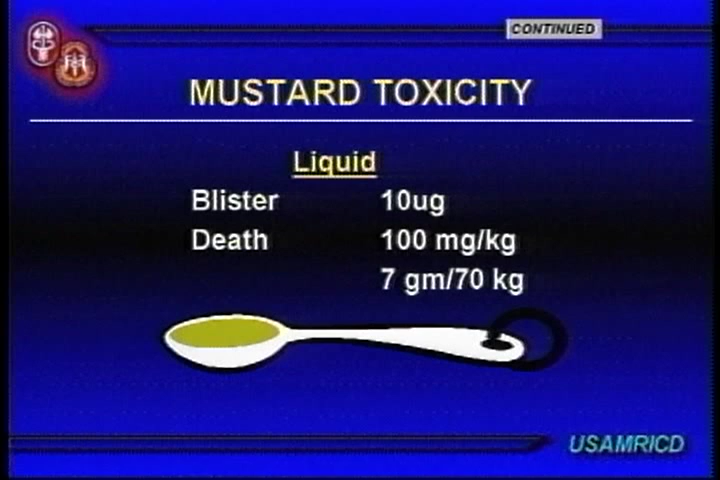 CONTINUED
MUSTARD TOXICITY
Liquid
Blister 10ug
Death 100 mg/kg
7 gm/70 kg
USAMRICD